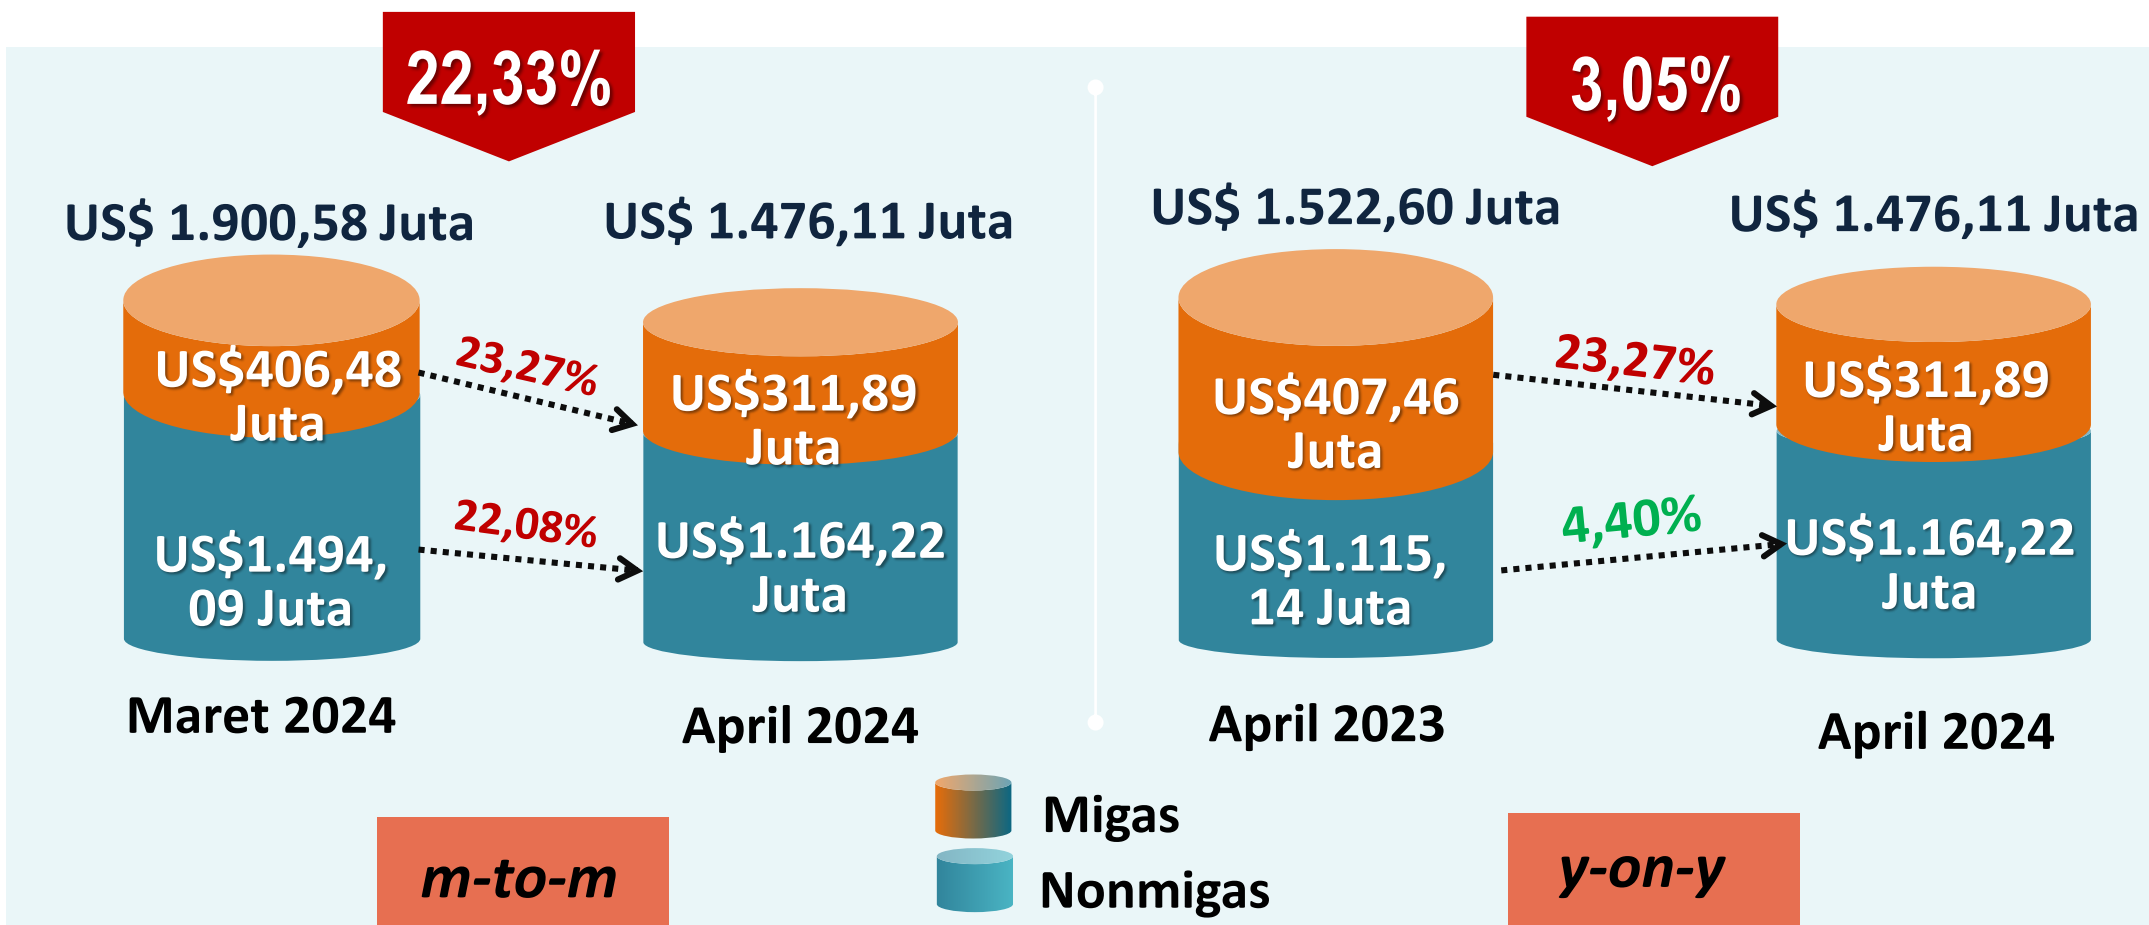 22,33%
US$ 1.900,58 Juta
US$ 1.476,11 Juta
US$406,48
Juta
23,27%
US$311,89
Juta
US$1.494,
09 Juta
22,08%
US$1.164,22
Juta
Maret 2024
April 2024
m-to-m
3,05%
US$ 1.522,60 Juta
US$ 1.476,11 Juta
US$407,46
Juta
23,27%
US$311,89
Juta
US$1.115,
14 Juta
4,40%
US$1.164,22
Juta
April 2023
April 2024
y-on-y
Migas
Nonmigas